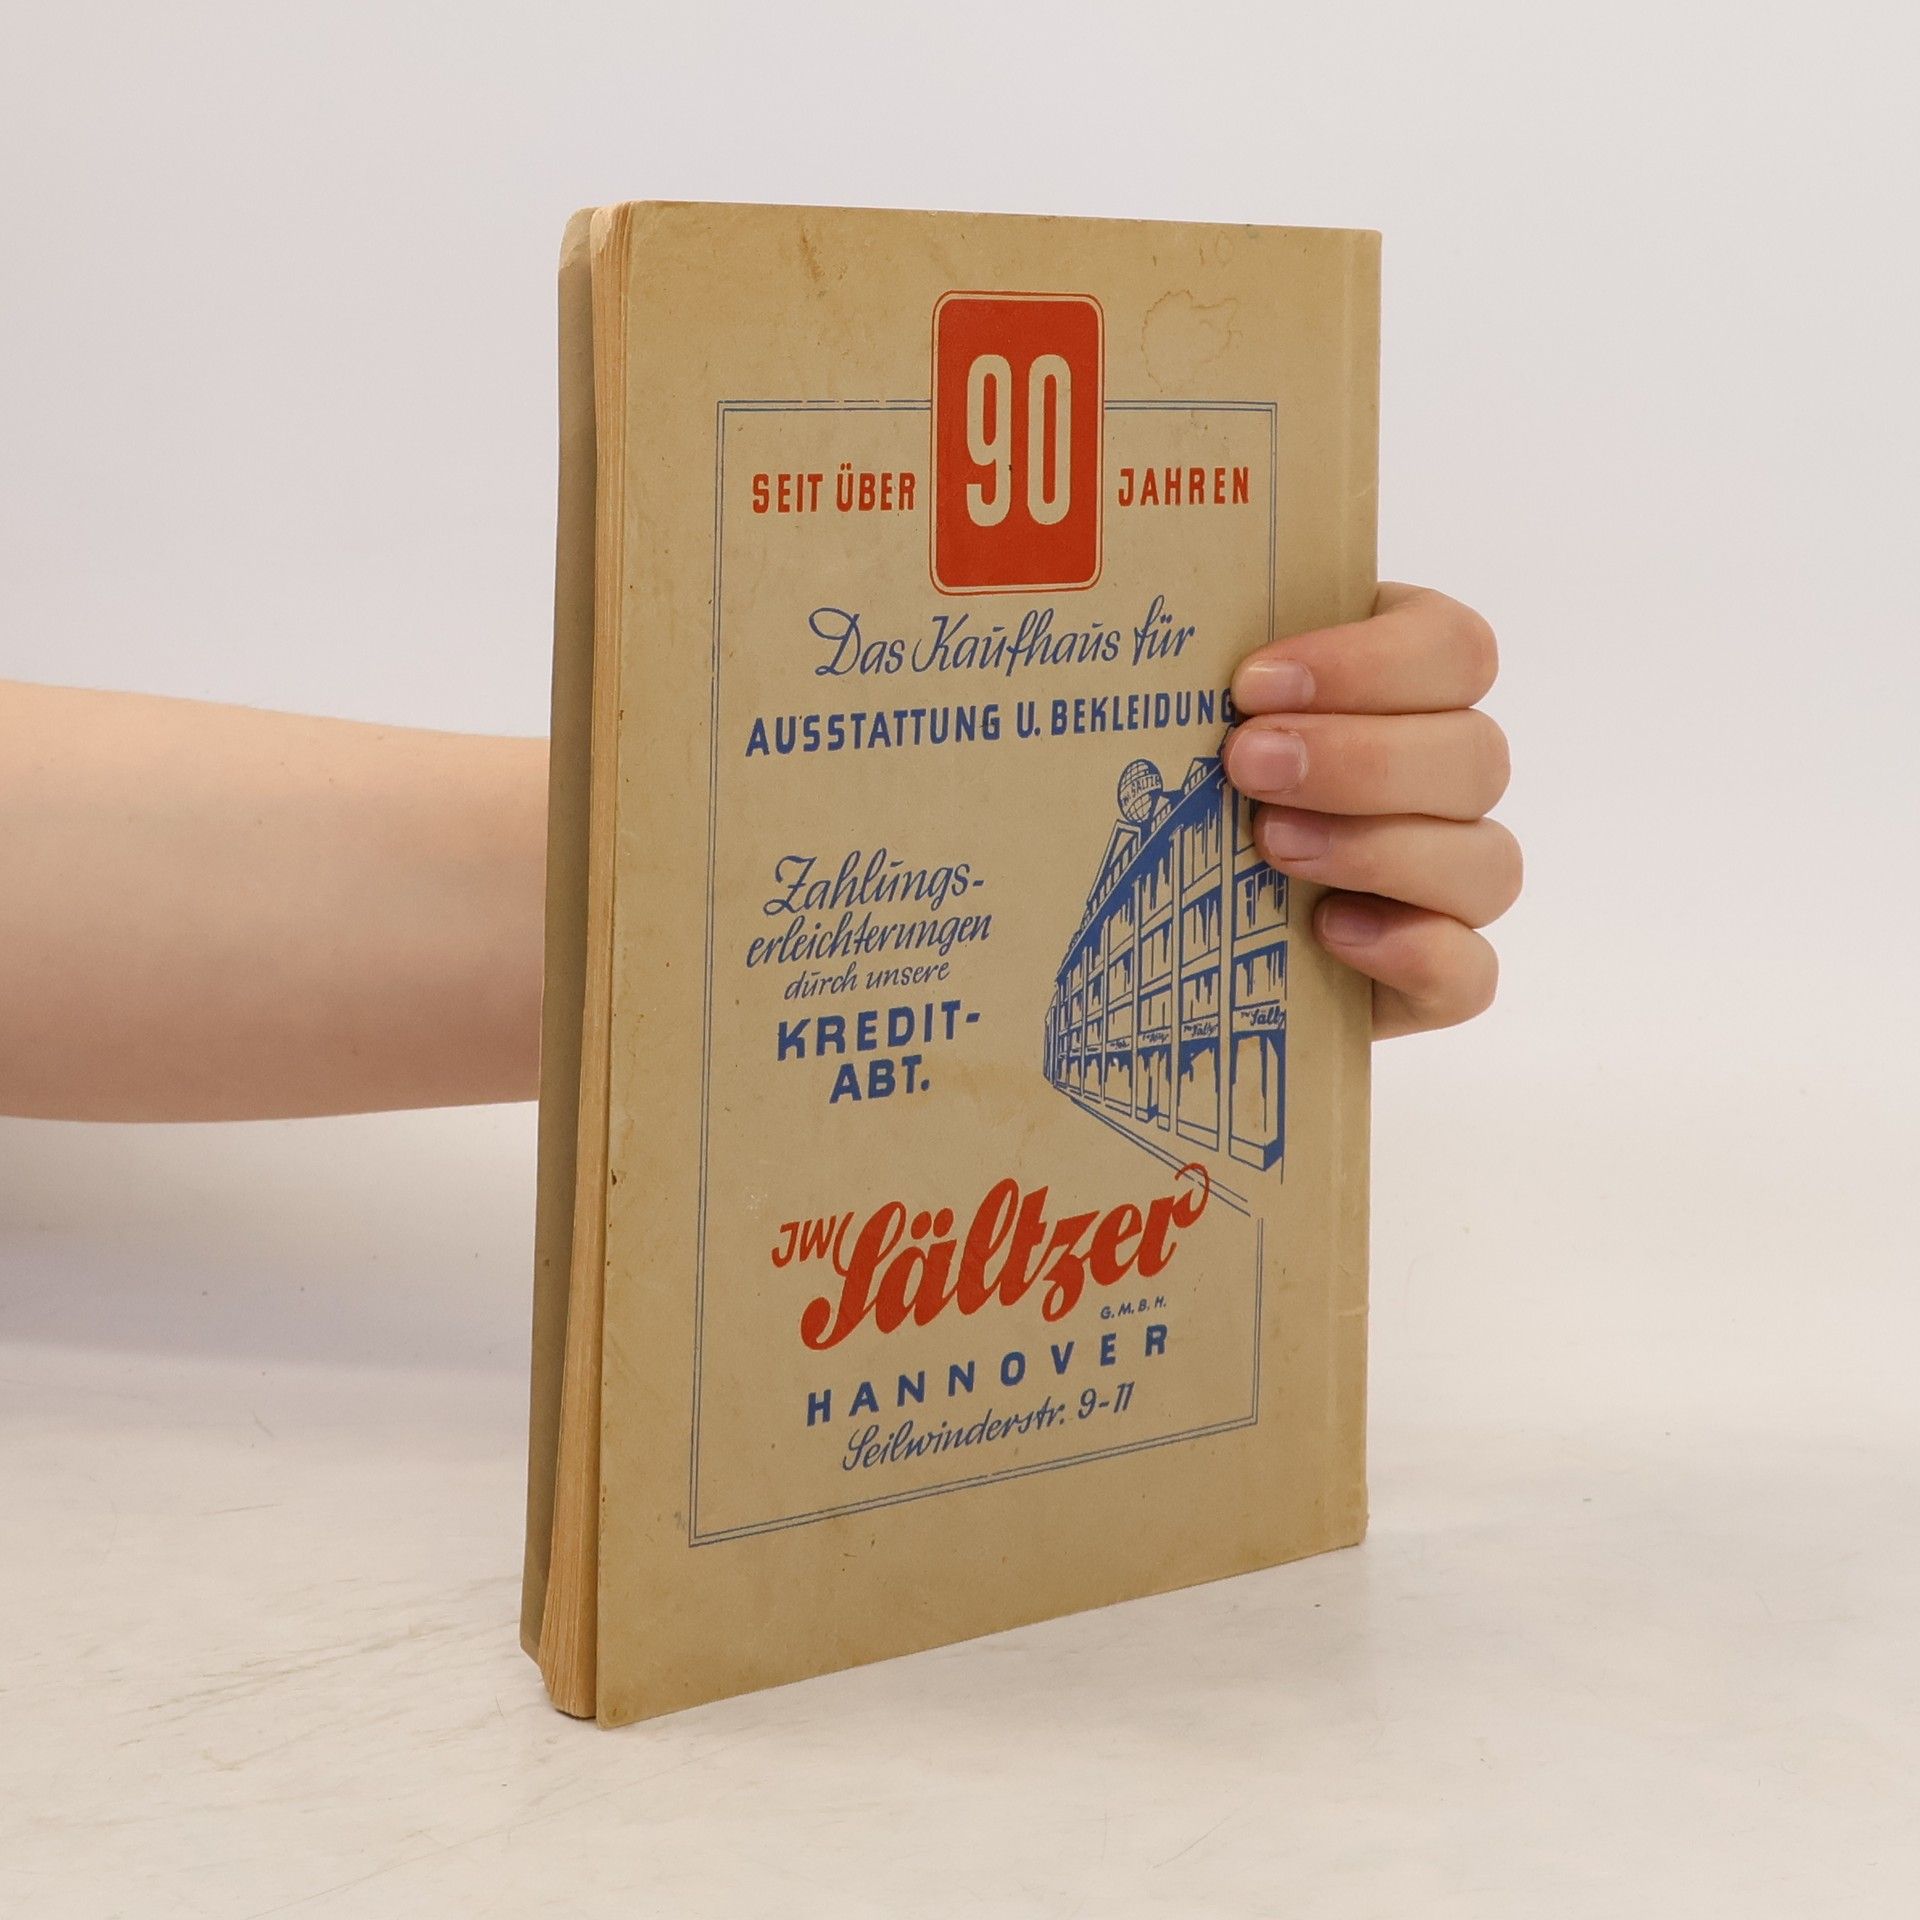 SEIT ÜBER 90 JAHREN
Das Kaufhaus für
AUSSTATTUNG U. BEKLEIDUNG
Zahlungs-
erleichterungen
durch unsere
KREDIT-
ABT.
JW Sältzer
G.M.B.H.
HANNOVER
Seilwinderstr. 9-11